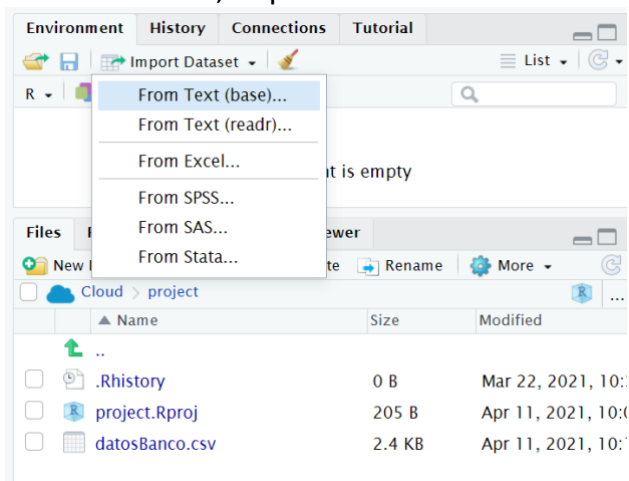 Environment History Connections Tutorial
Import Dataset List
R
From Text (base)...
From Text (readr)...
From Excel...
t is empty
From SPSS...
From SAS...
From Stata...
Files
New te Rename More
Cloud > project R ...
Name Size Modified
..
.Rhistory 0 B Mar 22, 2021, 10:
project.Rproj 205 B Apr 11, 2021, 10:0
datosBanco.csv 2.4 KB Apr 11, 2021, 10: